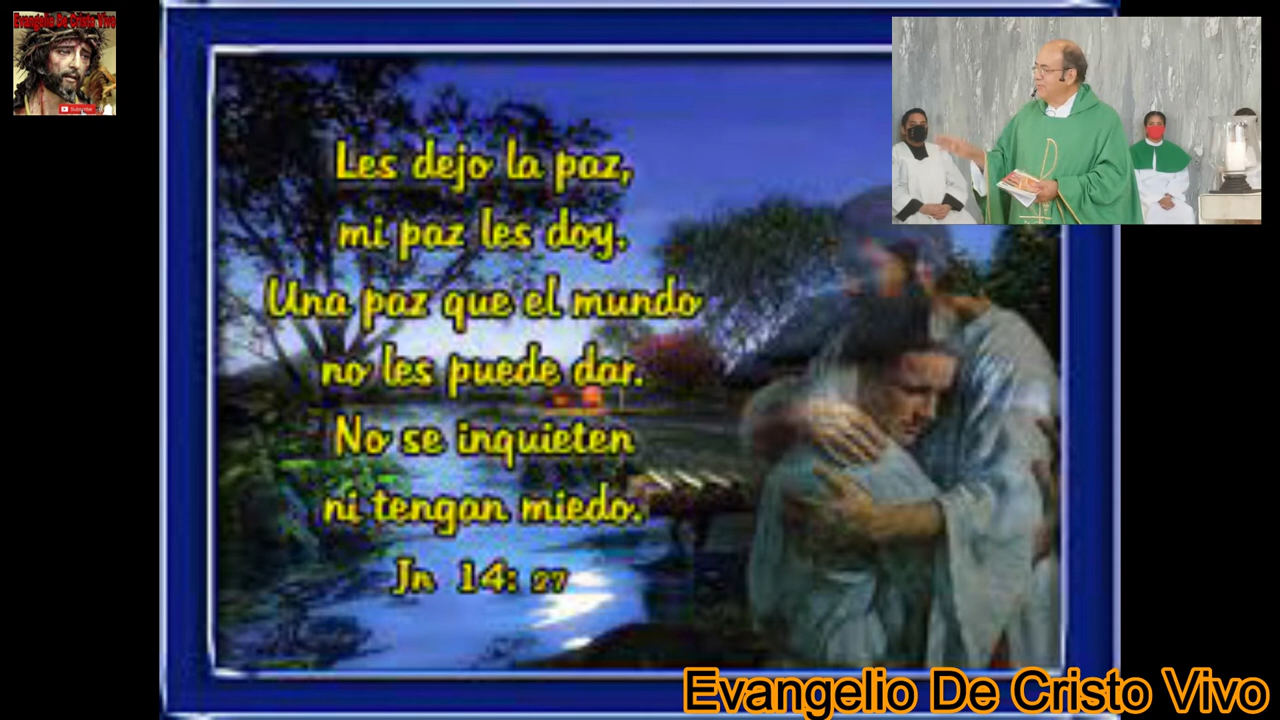 Evangelio De Cristo Vivo
Subscribe
Les dejo la paz,
mi paz les doy.
Una paz que el mundo
no les puede dar.
No se inquieten
ni tengan miedo.
Jn 14: 27
Evangelio De Cristo Vivo